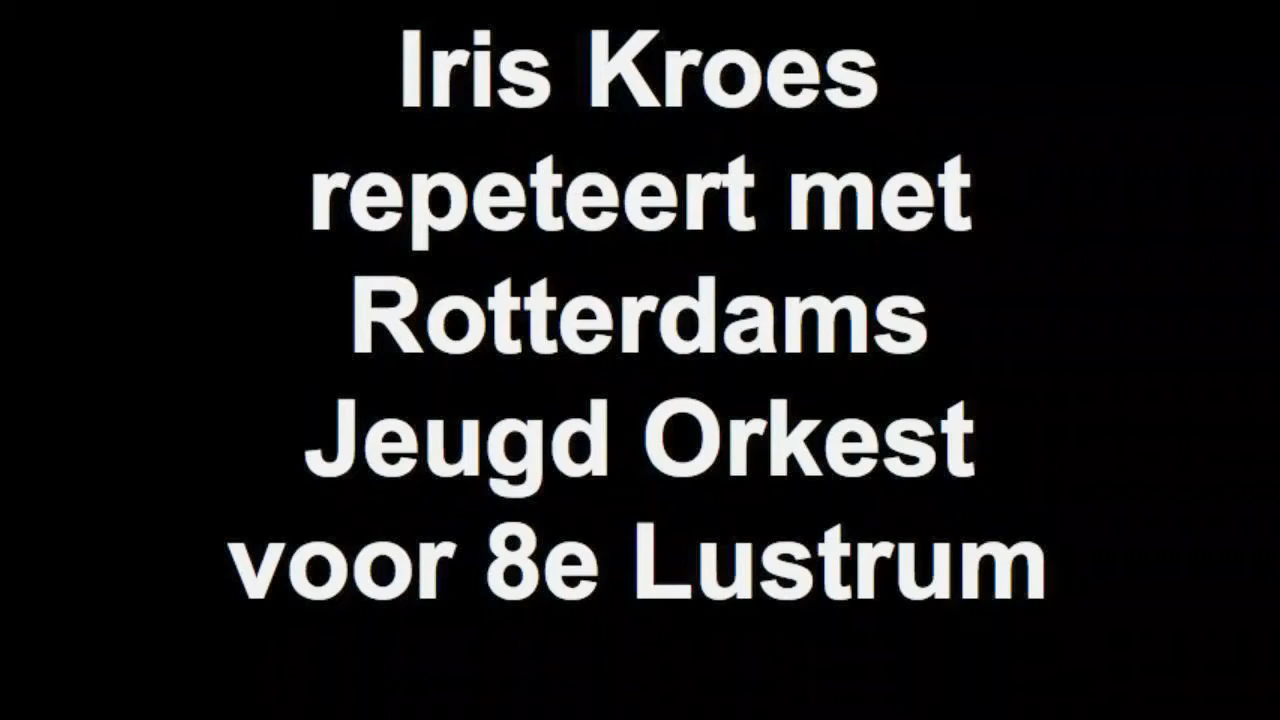 Iris Kroes
repeteert met
Rotterdams
Jeugd Orkest
voor 8e Lustrum